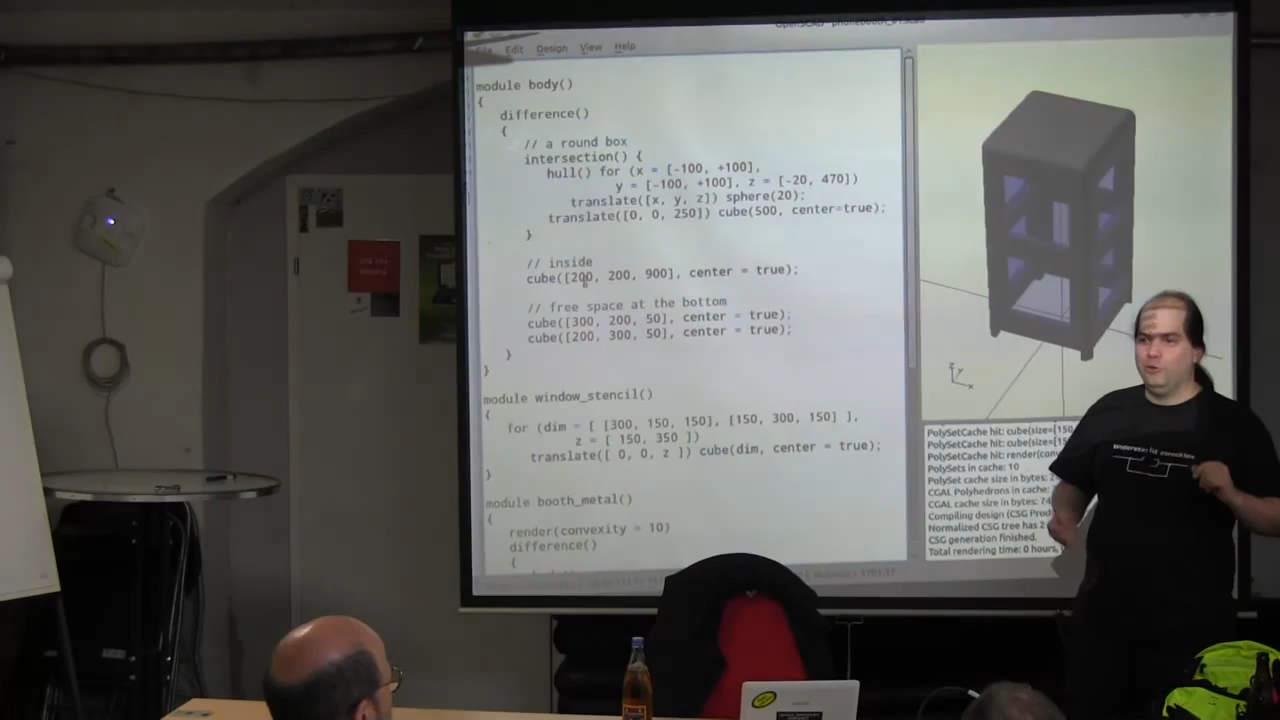 Edit Design View Help
module body()
{
difference()
{
// a round box
intersection() {
hull() for (x = [-100, +100],
y = [-100, +100], z = [-20, 470])
translate([x, y, z]) sphere(20);
translate([0, 0, 250]) cube(500, center=true);
}
// inside
cube([200, 200, 900], center = true);
// free space at the bottom
cube([300, 200, 50], center = true);
cube([200, 300, 50], center = true);
}
}
module window_stencil()
{
for (dim = [ [300, 150, 150], [150, 300, 150] ],
z = [ 150, 350 ])
translate([ 0, 0, z ]) cube(dim, center = true);
}
module booth_metal()
{
render(convexity = 10)
difference()
{
PolySetCache hit: cube(size=[150
PolySetCache hit: cube(size=[15
PolySetCache hit: render(conv
PolySets in cache: 10
PolySet cache size in bytes:
CGAL Polyhedrons in cache:
CGAL cache size in bytes: 74
Compiling design (CSG Prod
Normalized CSG tree has 2
CSG generation finished.
Total rendering time: 0 hours,
Widerstand ist zwecklos